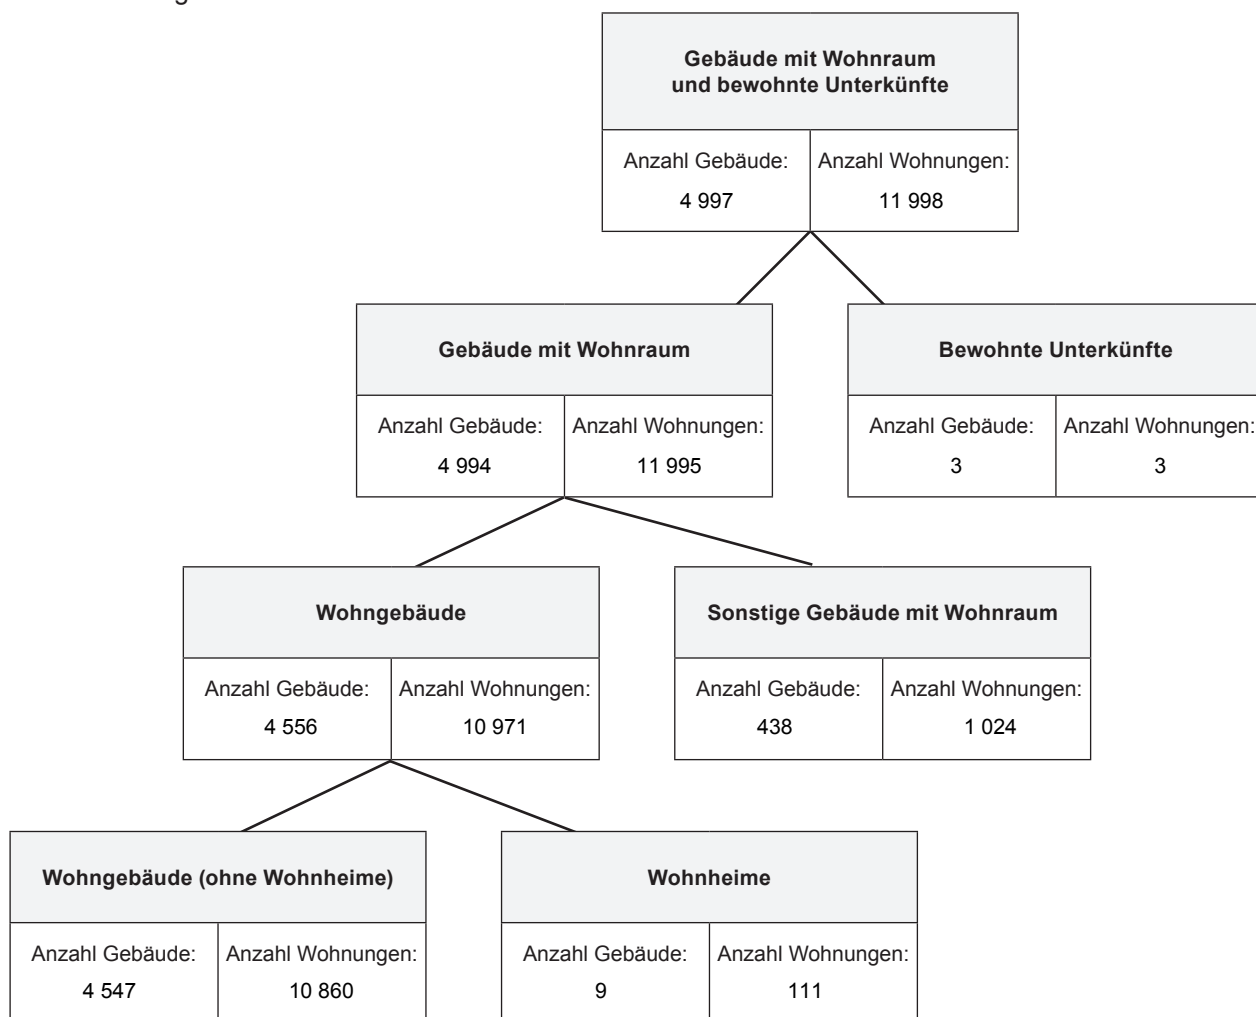 Gebäude mit Wohnraum
und bewohnte Unterkünfte
Anzahl Gebäude: Anzahl Wohnungen:
4 997 11 998
Gebäude mit Wohnraum Bewohnte Unterkünfte
Anzahl Gebäude: Anzahl Wohnungen: Anzahl Gebäude: Anzahl Wohnungen:
4 994 11 995 3 3
Wohngebäude Sonstige Gebäude mit Wohnraum
Anzahl Gebäude: Anzahl Wohnungen: Anzahl Gebäude: Anzahl Wohnungen:
4 556 10 971 438 1 024
Wohngebäude (ohne Wohnheime) Wohnheime
Anzahl Gebäude: Anzahl Wohnungen: Anzahl Gebäude: Anzahl Wohnungen:
4 547 10 860 9 111